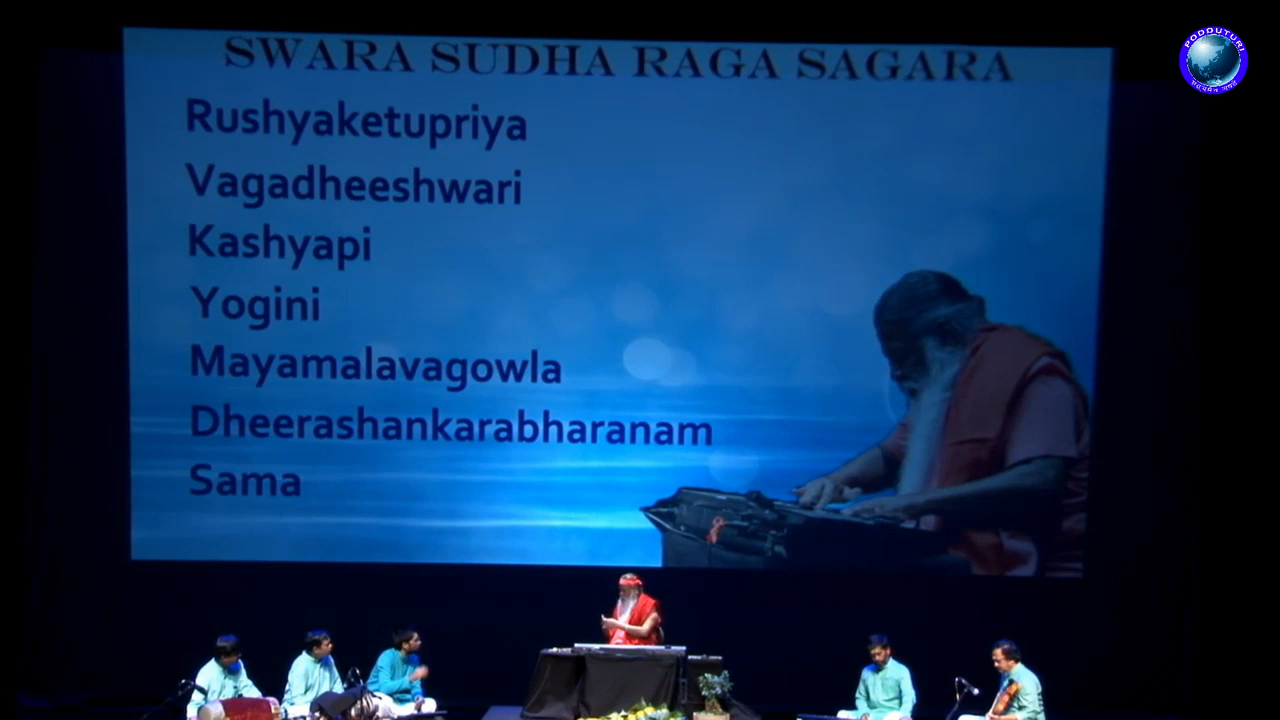 SWARA SUDHA RAGA SAGARA
Rushyaketupriya
Vagadheeshwari
Kashyapi
Yogini
Mayamalavagowla
Dheerashankarabharanam
Sama
PODDUTURI